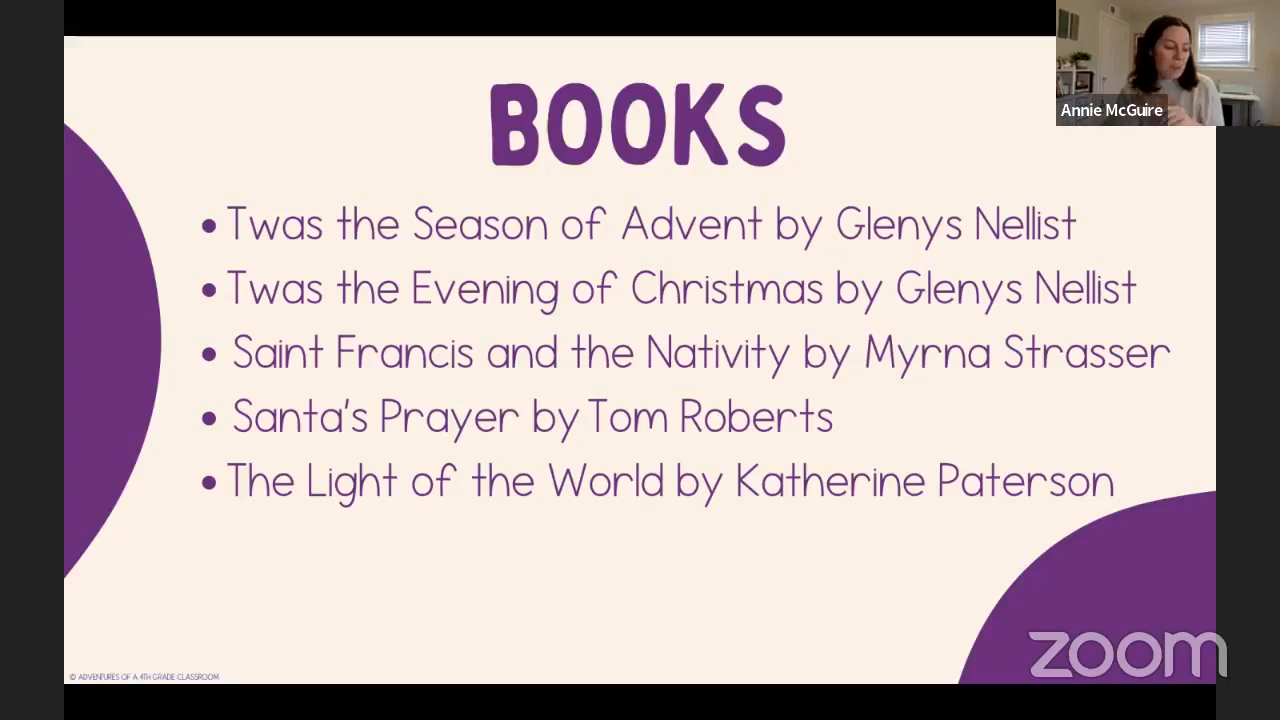 BOOKS
Annie McGuire
• Twas the Season of Advent by Glenys Nellist
• Twas the Evening of Christmas by Glenys Nellist
• Saint Francis and the Nativity by Myrna Strasser
• Santa's Prayer by Tom Roberts
• The Light of the World by Katherine Paterson
© ADVENTURES OF A 4TH GRADE CLASSROOM
zoom